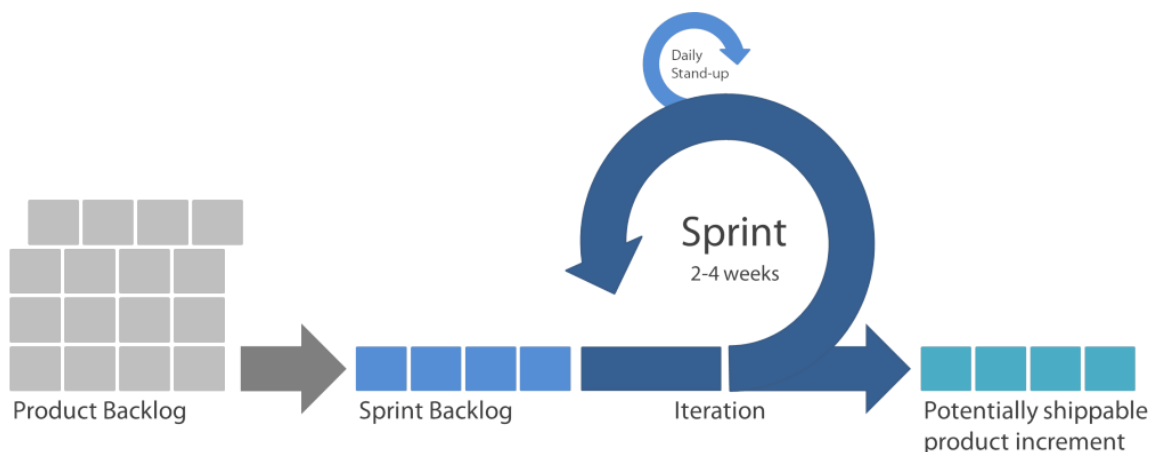 Daily
Stand-up
Sprint
2-4 weeks
Product Backlog
Sprint Backlog
Iteration
Potentially shippable
product increment